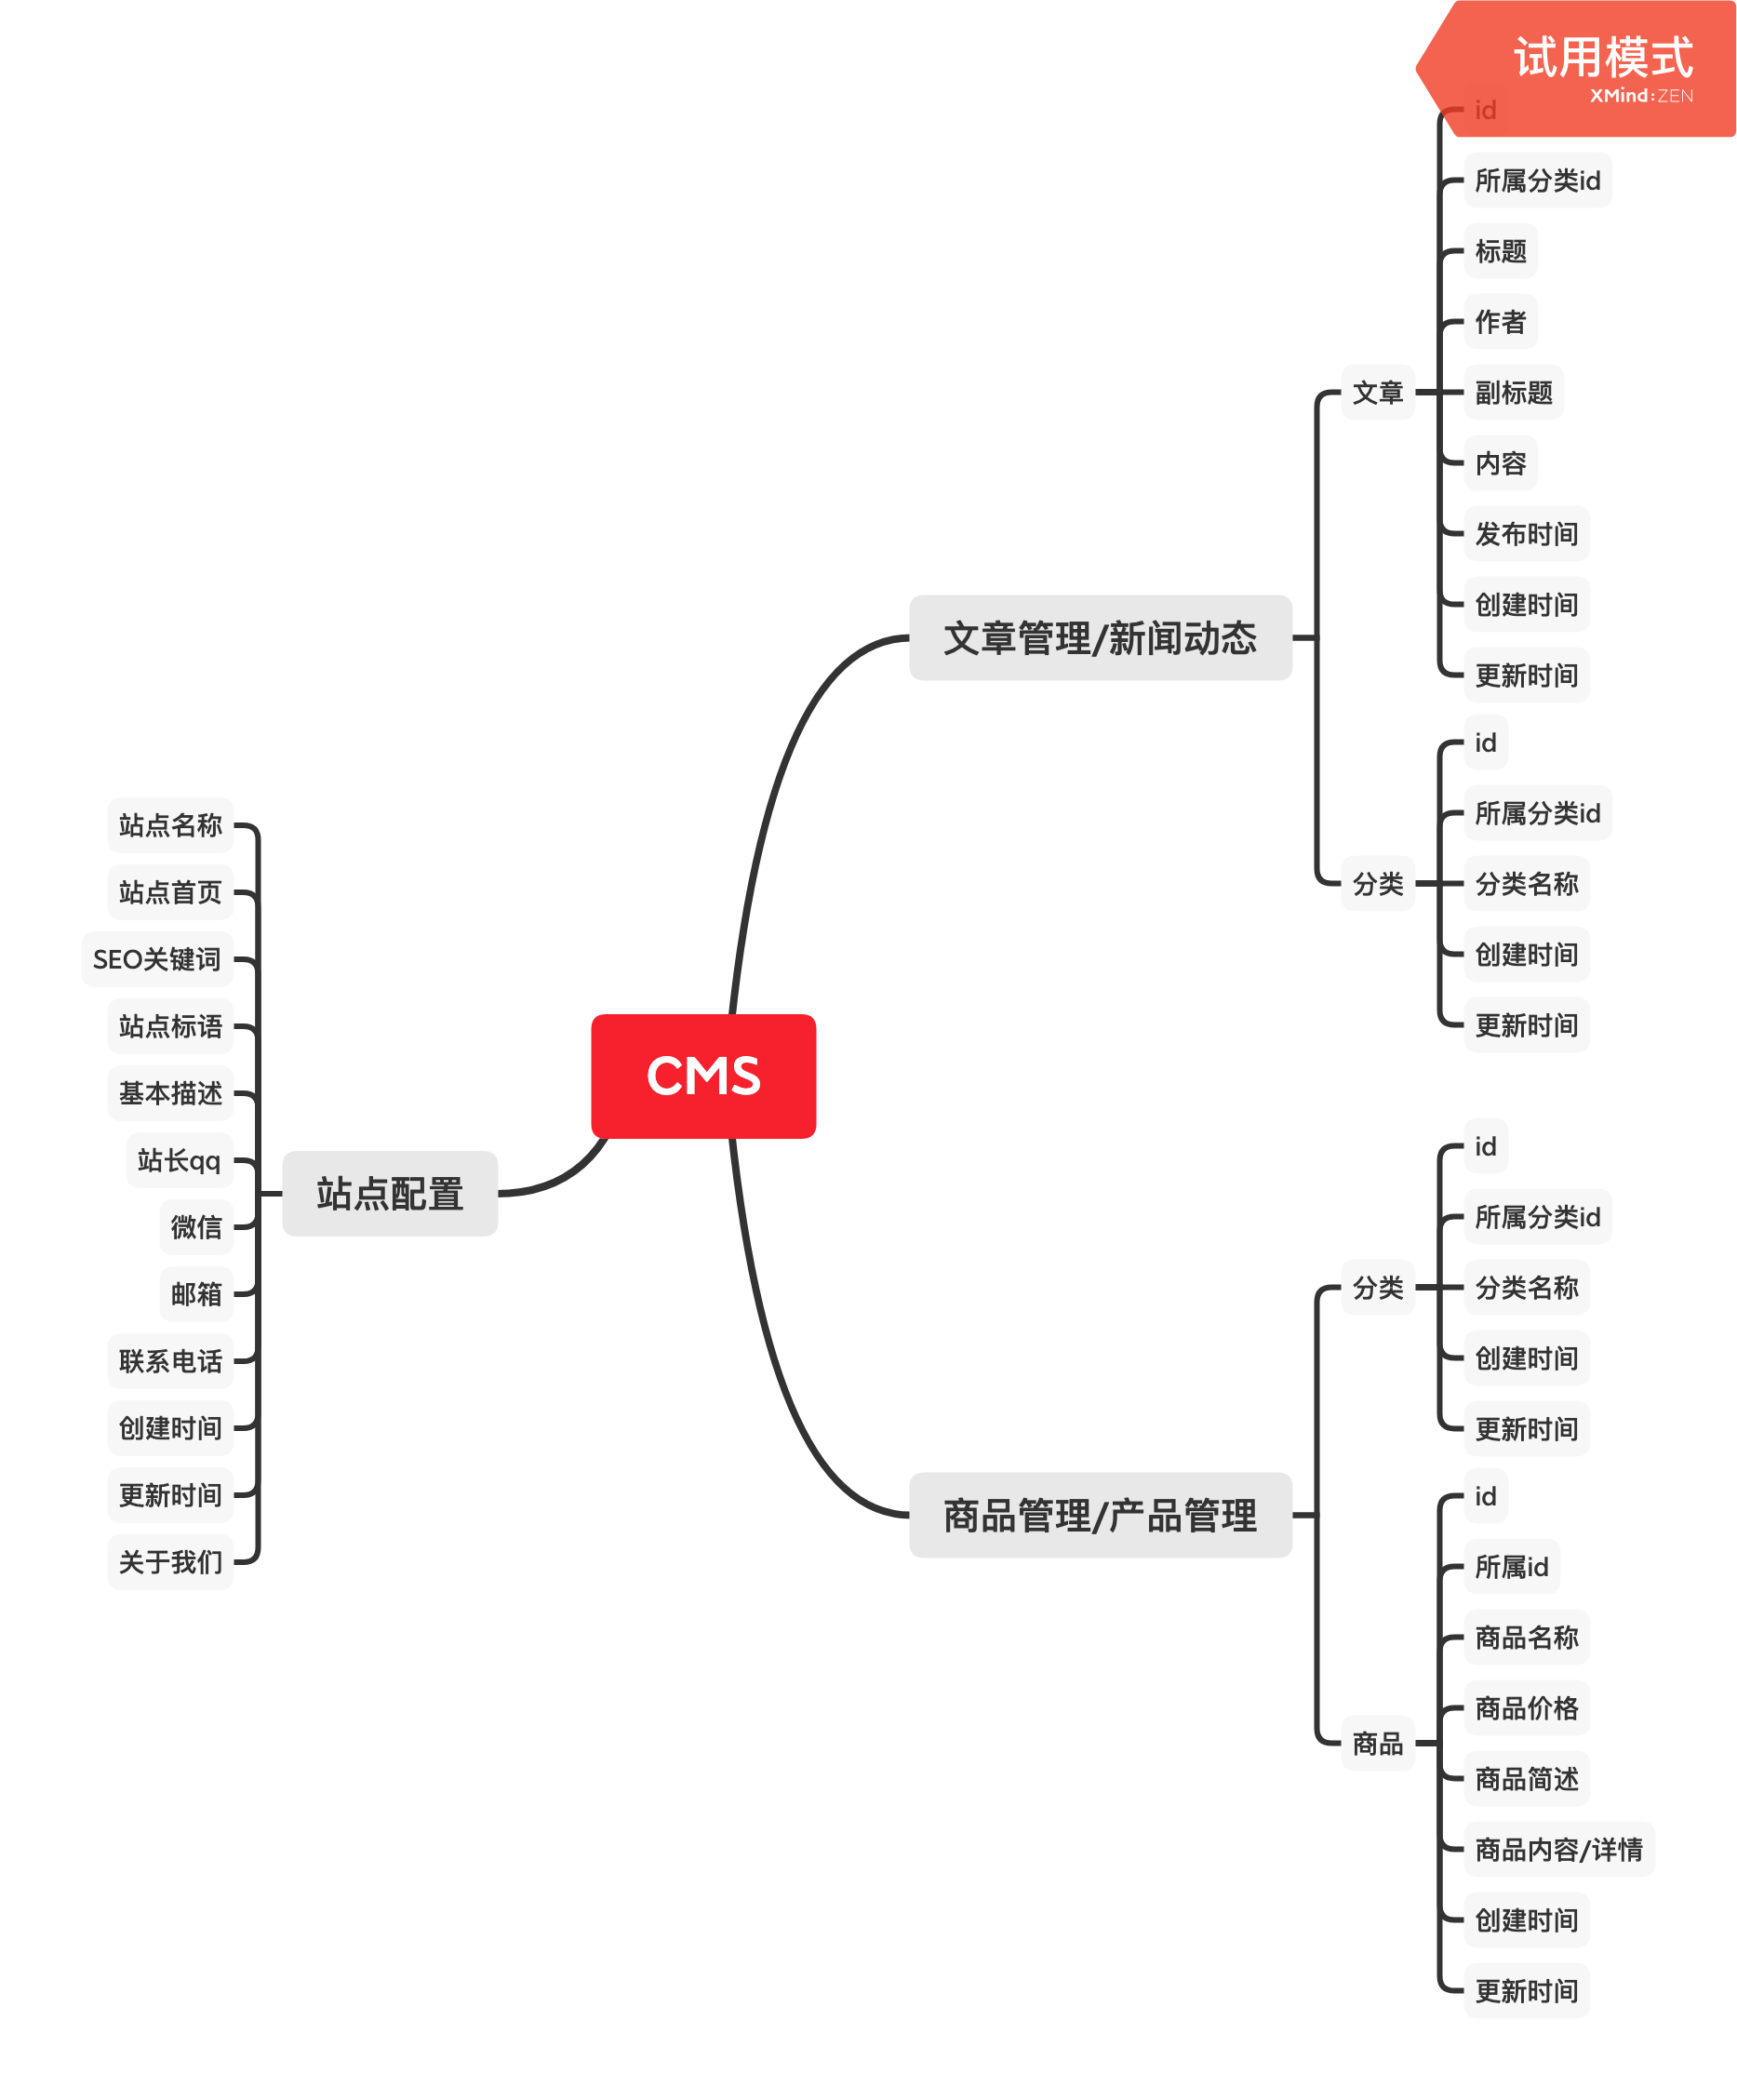 试用模式
XMind:ZEN
id
所属分类id
标题
作者
文章
副标题
内容
发布时间
创建时间
文章管理/新闻动态
更新时间
id
所属分类id
分类
分类名称
创建时间
更新时间
站点名称
站点首页
SEO关键词
站点标语
基本描述
站长qq
微信
邮箱
联系电话
创建时间
更新时间
关于我们
站点配置
CMS
id
所属分类id
分类
分类名称
创建时间
更新时间
商品管理/产品管理
id
所属id
商品名称
商品价格
商品
商品简述
商品内容/详情
创建时间
更新时间